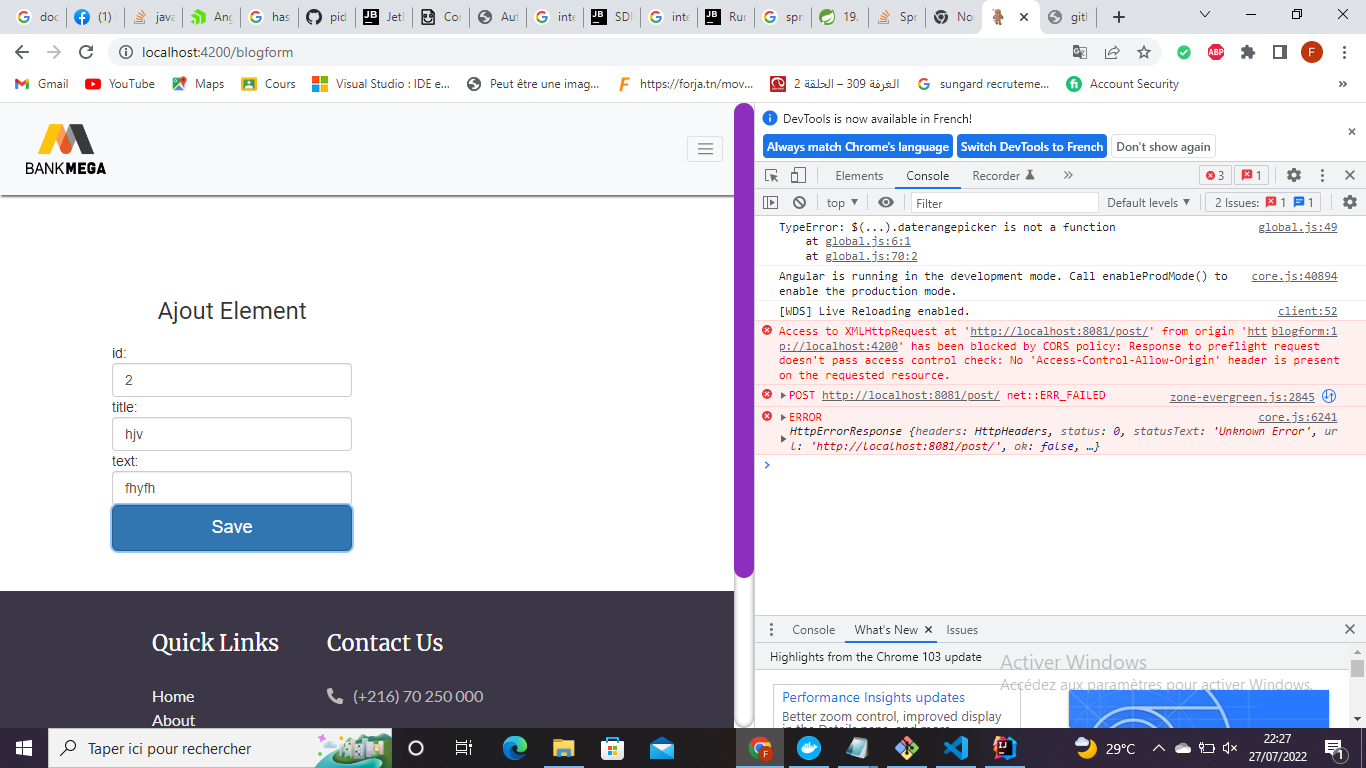 doc
(1)
java
Ang
has
pid
Jetl
Cor
Aut
inte
SDI
inte
Rur
spr
19.
Spr
No
gitl
localhost:4200/blogform
F
Gmail
YouTube
Maps
Cours
Visual Studio : IDE e...
Peut être une imag...
https://forja.tn/mov...
الغرفة 309 – الحلقة 2
sungard recruteme...
Account Security
»
BANKMEGA
DevTools is now available in French!
Always match Chrome's language
Switch DevTools to French
Don't show again
Elements
Console
Recorder
»
3
1
top ▼
Filter
Default levels ▼
2 Issues: 1 1
TypeError: $(...).daterangepicker is not a function global.js:49
at global.js:6:1
at global.js:70:2
Angular is running in the development mode. Call enableProdMode() to core.js:40894
enable the production mode.
[WDS] Live Reloading enabled. client:52
Access to XMLHttpRequest at 'http://localhost:8081/post/' from origin 'htt blogform:1
p://localhost:4200' has been blocked by CORS policy: Response to preflight request
doesn't pass access control check: No 'Access-Control-Allow-Origin' header is present
on the requested resource.
POST http://localhost:8081/post/ net::ERR_FAILED zone-evergreen.js:2845
ERROR core.js:6241
HttpErrorResponse {headers: HttpHeaders, status: 0, statusText: 'Unknown Error', ur
l: 'http://localhost:8081/post/', ok: false, …}
Ajout Element
id:
2
title:
hjv
text:
fhyfh
Save
Quick Links
Home
About
Contact Us
(+216) 70 250 000
Console
What's New
Issues
Highlights from the Chrome 103 update
Performance Insights updates
Better zoom control, improved display
Activer Windows
Accédez aux paramètres pour activer Windows.
Taper ici pour rechercher
F
29°C
22:27
27/07/2022
1